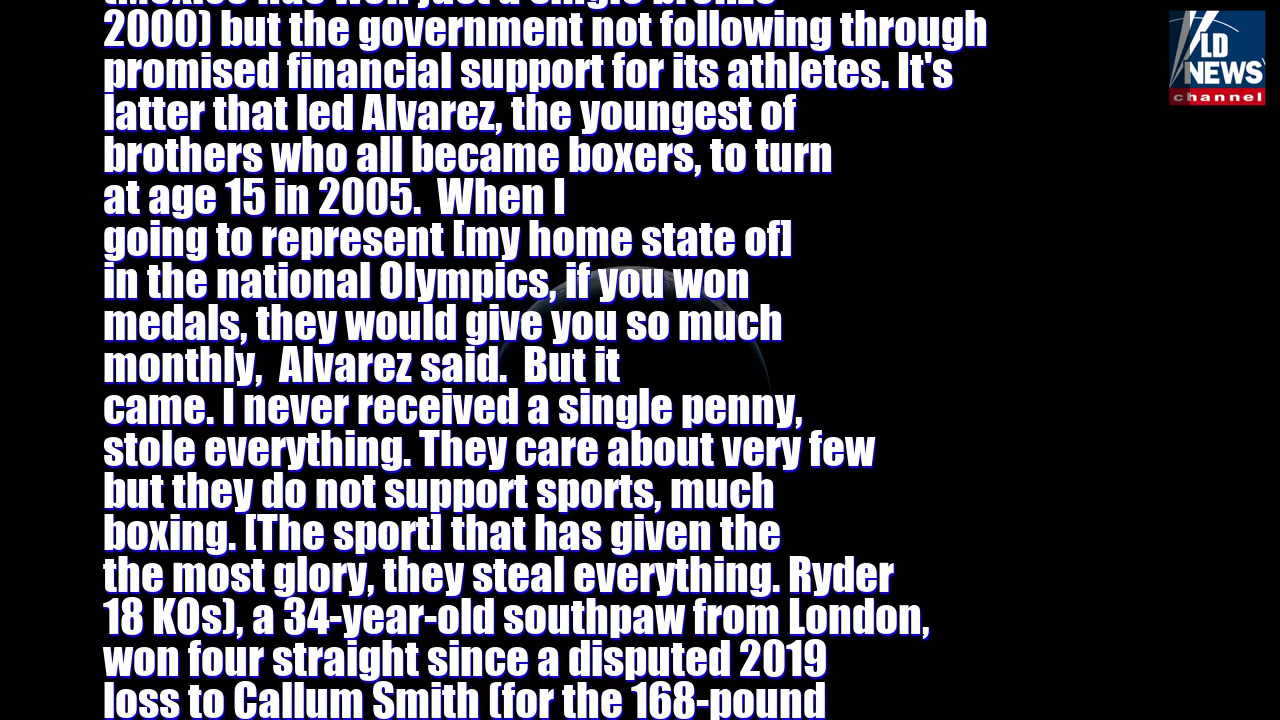 (Mexico has won just a single bronze
2000) but the government not following through
promised financial support for its athletes. It's
latter that led Alvarez, the youngest of
brothers who all became boxers, to turn
at age 15 in 2005.  When I
going to represent [my home state of]
in the national Olympics, if you won
medals, they would give you so much
monthly,  Alvarez said.  But it
came. I never received a single penny,
stole everything. They care about very few
but they do not support sports, much
boxing. [The sport] that has given the
the most glory, they steal everything. Ryder
18 KOs), a 34-year-old southpaw from London,
won four straight since a disputed 2019
loss to Callum Smith (for the 168-pound
LD
NEWS
channel